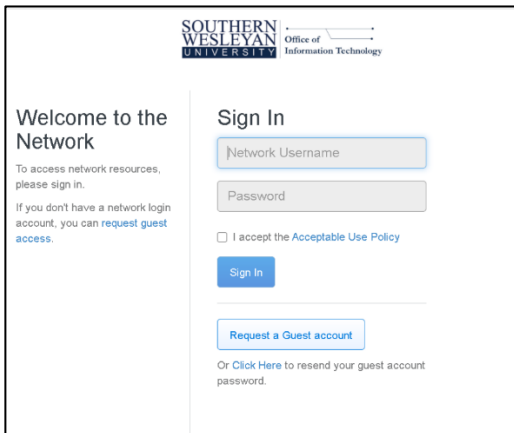 SOUTHERN
WESLEYAN
UNIVERSITY
Office of
Information Technology
Welcome to the
Network
To access network resources,
please sign in.
If you don't have a network login
account, you can request guest
access.
Sign In
Network Username
Password
I accept the Acceptable Use Policy
Sign In
Request a Guest account
Or Click Here to resend your guest account
password.